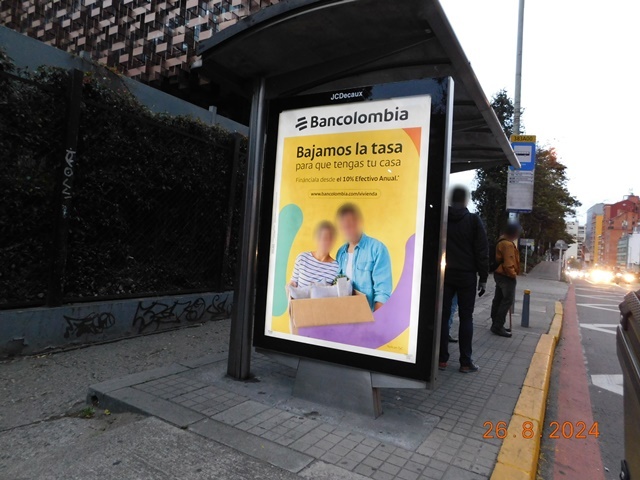 JCDecaux
Bancolombia
Bajamos la tasa
para que tengas tu casa
Fináncíala desde el 10% Efectivo Anual.*
www.bancolombia.com/vivienda
26.8.2024